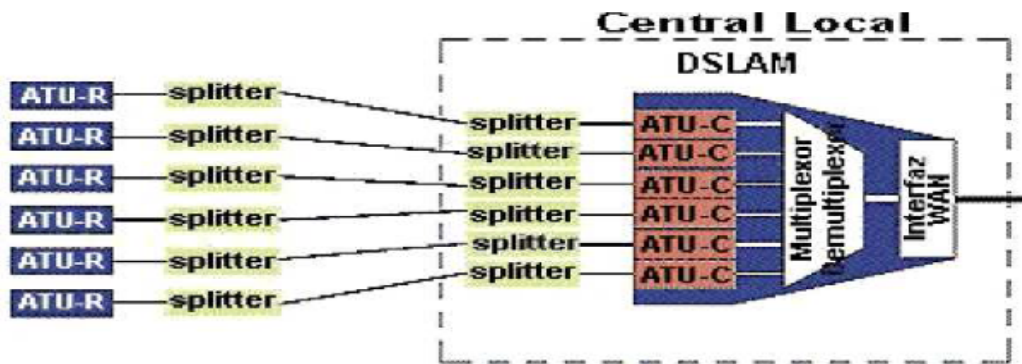 Central Local
DSLAM
ATU-R splitter splitter ATU-C
ATU-R splitter splitter ATU-C
ATU-R splitter splitter ATU-C
ATU-R splitter splitter ATU-C
ATU-R splitter splitter ATU-C
ATU-R splitter splitter ATU-C
Multiplexor
Demultiplexor
Interfaz
WAN